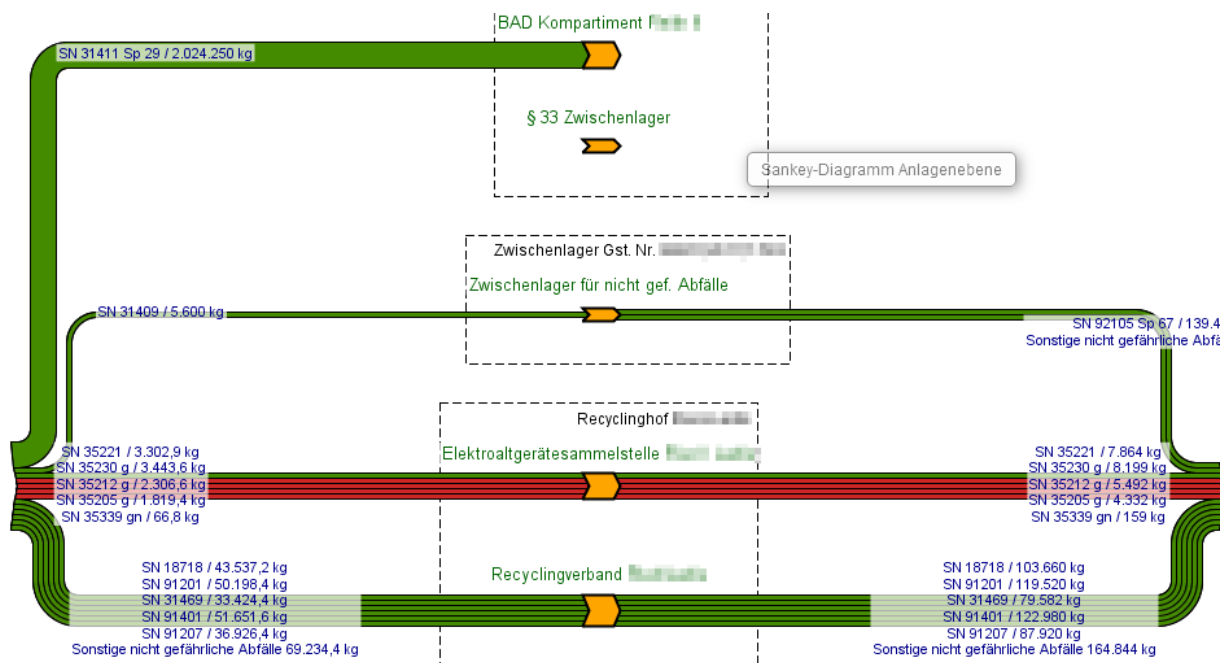 BAD Kompartiment
SN 31411 Sp 29 / 2.024.250 kg
§ 33 Zwischenlager
Sankey-Diagramm Anlagenebene
Zwischenlager Gst. Nr.
Zwischenlager für nicht gef. Abfälle
SN 31409 / 5.600 kg
SN 92105 Sp 67 / 139.4
Sonstige nicht gefährliche Abfä
Recyclinghof
Elektroaltgerätesammelstelle
SN 35221 / 3.302,9 kg
SN 35230 g / 3.443,6 kg
SN 35212 g / 2.306,6 kg
SN 35205 g / 1.819,4 kg
SN 35339 gn / 66,8 kg
SN 35221 / 7.864 kg
SN 35230 g / 8.199 kg
SN 35212 g / 5.492 kg
SN 35205 g / 4.332 kg
SN 35339 gn / 159 kg
Recyclingverband
SN 18718 / 43.537,2 kg
SN 91201 / 50.198,4 kg
SN 31469 / 33.424,4 kg
SN 91401 / 51.651,6 kg
SN 91207 / 36.926,4 kg
Sonstige nicht gefährliche Abfälle 69.234,4 kg
SN 18718 / 103.660 kg
SN 91201 / 119.520 kg
SN 31469 / 79.582 kg
SN 91401 / 122.980 kg
SN 91207 / 87.920 kg
Sonstige nicht gefährliche Abfälle 164.844 kg